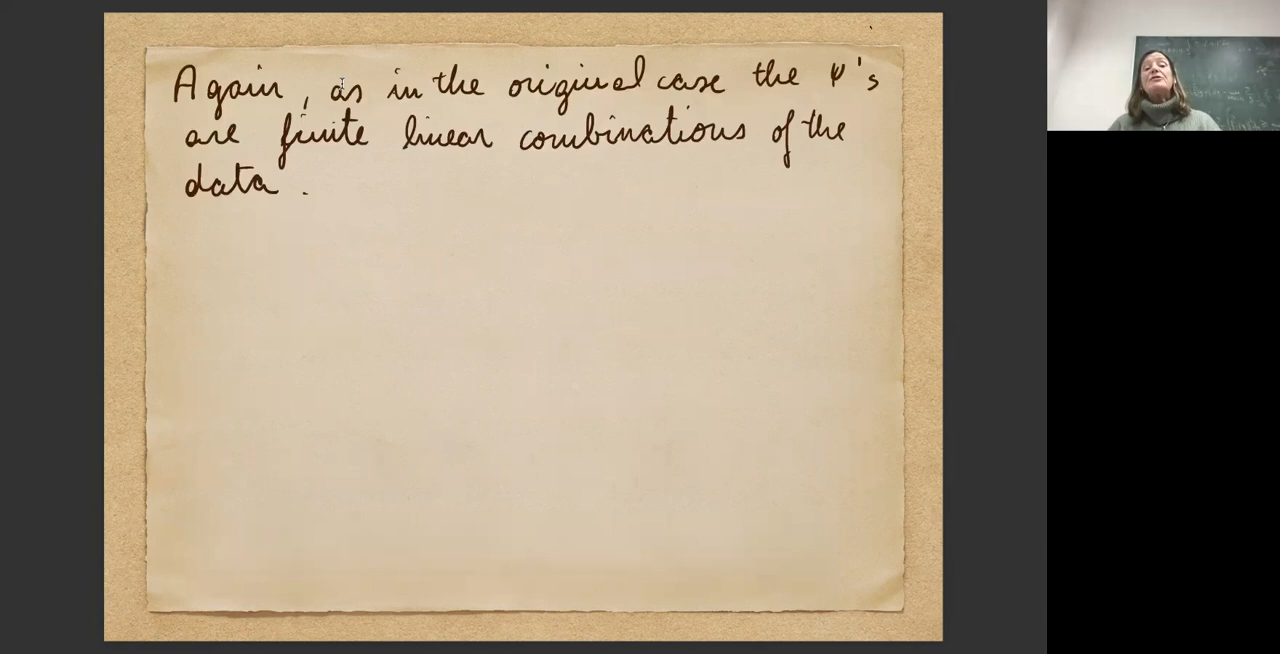 Again, as in the original case the ψ's
are finite linear combinations of the
data.